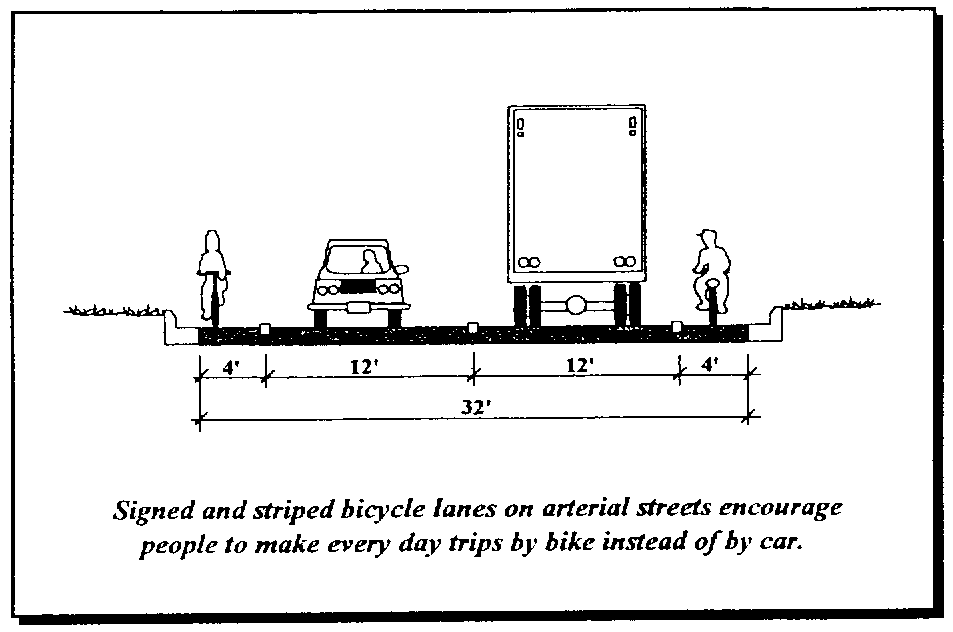 4' 12' 12' 4'
32'
Signed and striped bicycle lanes on arterial streets encourage
people to make every day trips by bike instead of by car.